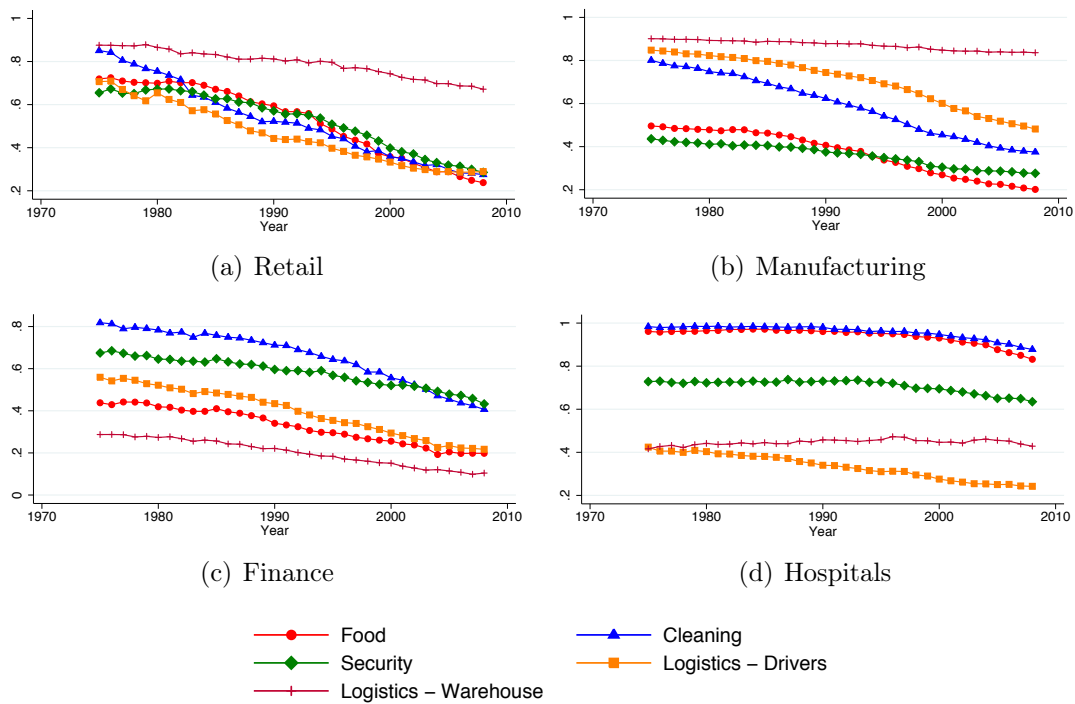 1
.8
.6
.4
.2
1970 1980 1990 2000 2010
Year
(a) Retail
1
.8
.6
.4
.2
1970 1980 1990 2000 2010
Year
(b) Manufacturing
.8
.6
.4
.2
0
1970 1980 1990 2000 2010
Year
(c) Finance
1
.8
.6
.4
.2
1970 1980 1990 2000 2010
Year
(d) Hospitals
Food
Cleaning
Security
Logistics – Drivers
Logistics – Warehouse